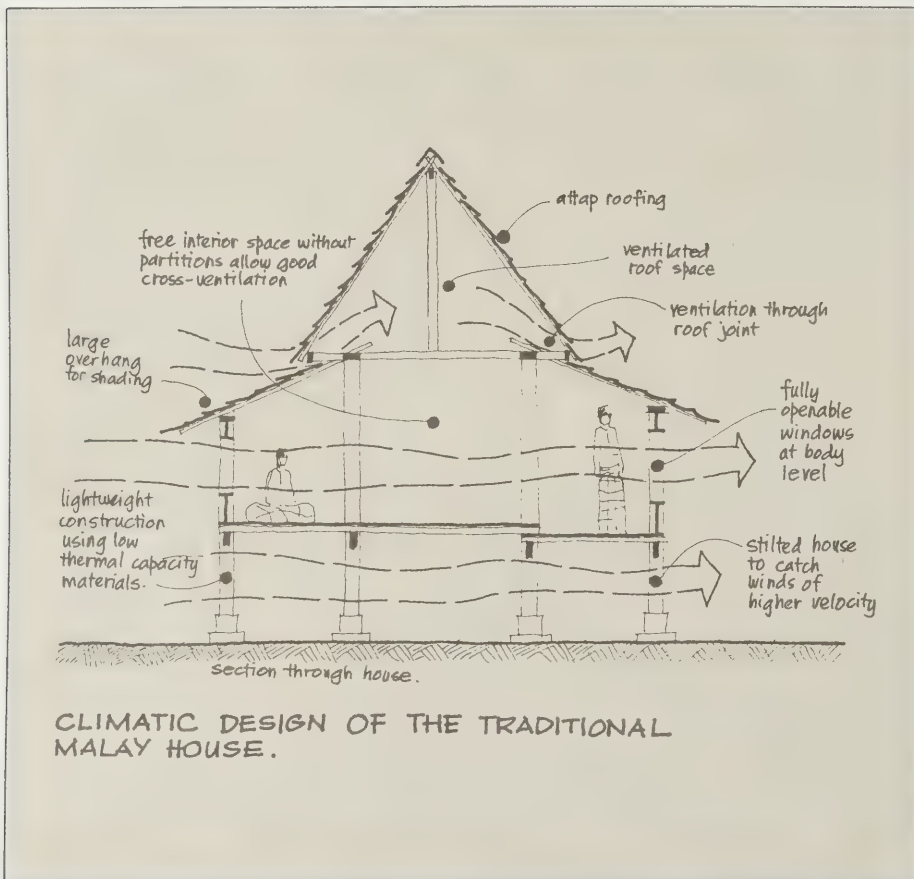 attap roofing
free interior space without
partitions allow good
cross-ventilation
ventilated
roof space
ventilation through
roof joint
large
overhang
for shading
fully
openable
windows
at body
level
lightweight
construction
using low
thermal capacity
materials.
stilted house
to catch
winds of
higher velocity
section through house.
CLIMATIC DESIGN OF THE TRADITIONAL
MALAY HOUSE.